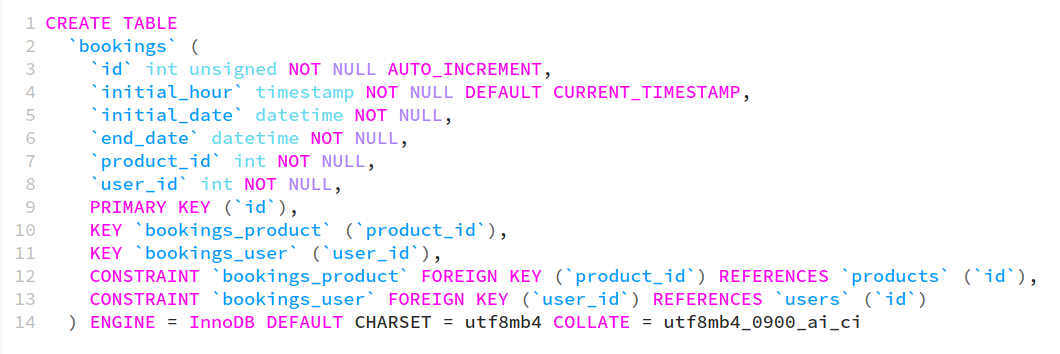 1 CREATE TABLE
2 `bookings` (
3 `id` int unsigned NOT NULL AUTO_INCREMENT,
4 `initial_hour` timestamp NOT NULL DEFAULT CURRENT_TIMESTAMP,
5 `initial_date` datetime NOT NULL,
6 `end_date` datetime NOT NULL,
7 `product_id` int NOT NULL,
8 `user_id` int NOT NULL,
9 PRIMARY KEY (`id`),
10 KEY `bookings_product` (`product_id`),
11 KEY `bookings_user` (`user_id`),
12 CONSTRAINT `bookings_product` FOREIGN KEY (`product_id`) REFERENCES `products` (`id`),
13 CONSTRAINT `bookings_user` FOREIGN KEY (`user_id`) REFERENCES `users` (`id`)
14 ) ENGINE = InnoDB DEFAULT CHARSET = utf8mb4 COLLATE = utf8mb4_0900_ai_ci